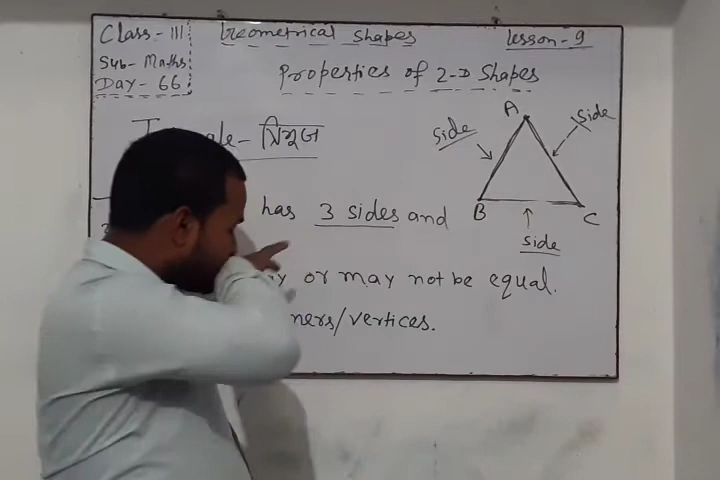 Class - III Geometrical shapes Lesson - 9
Sub - Maths
Day - 66
Properties of 2-D Shapes
ত্রিভুজ
A
side
side
has 3 sides and
B
C
side
or may not be equal.
vertices.